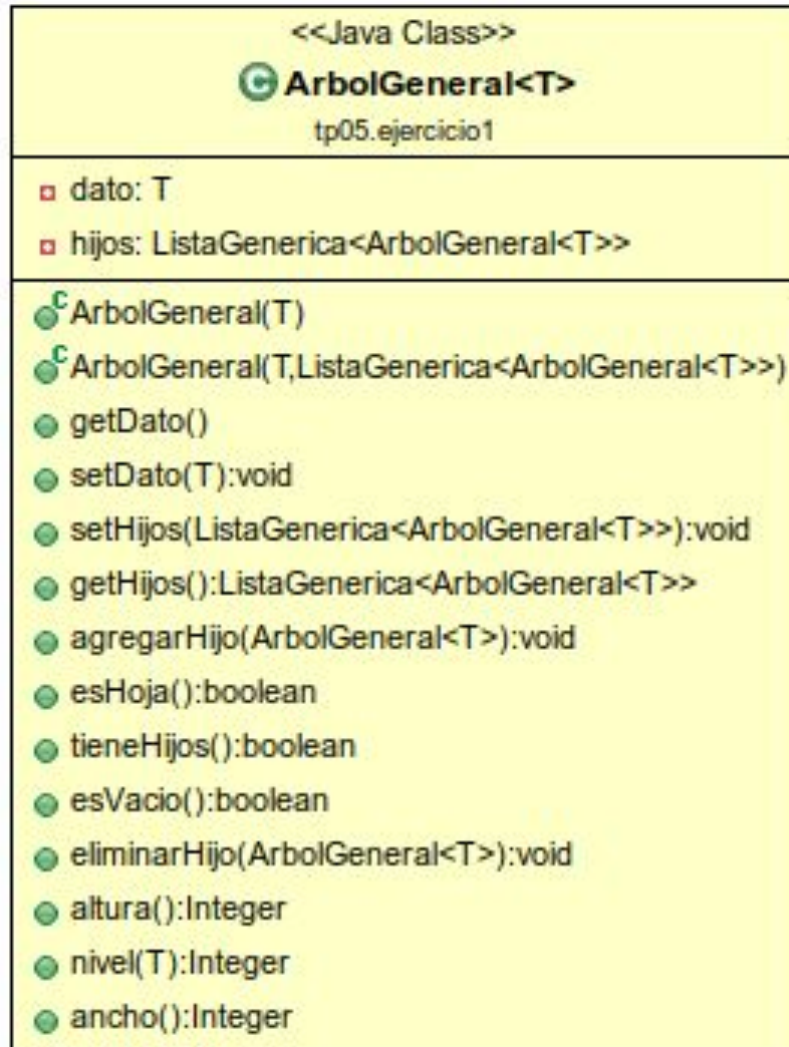 <<Java Class>>
C ArbolGeneral<T>
tp05.ejercicio1
dato: T
hijos: ListaGenerica<ArbolGeneral<T>>
C ArbolGeneral(T)
C ArbolGeneral(T,ListaGenerica<ArbolGeneral<T>>)
getDato()
setDato(T):void
setHijos(ListaGenerica<ArbolGeneral<T>>):void
getHijos():ListaGenerica<ArbolGeneral<T>>
agregarHijo(ArbolGeneral<T>):void
esHoja():boolean
tieneHijos():boolean
esVacio():boolean
eliminarHijo(ArbolGeneral<T>):void
altura():Integer
nivel(T):Integer
ancho():Integer